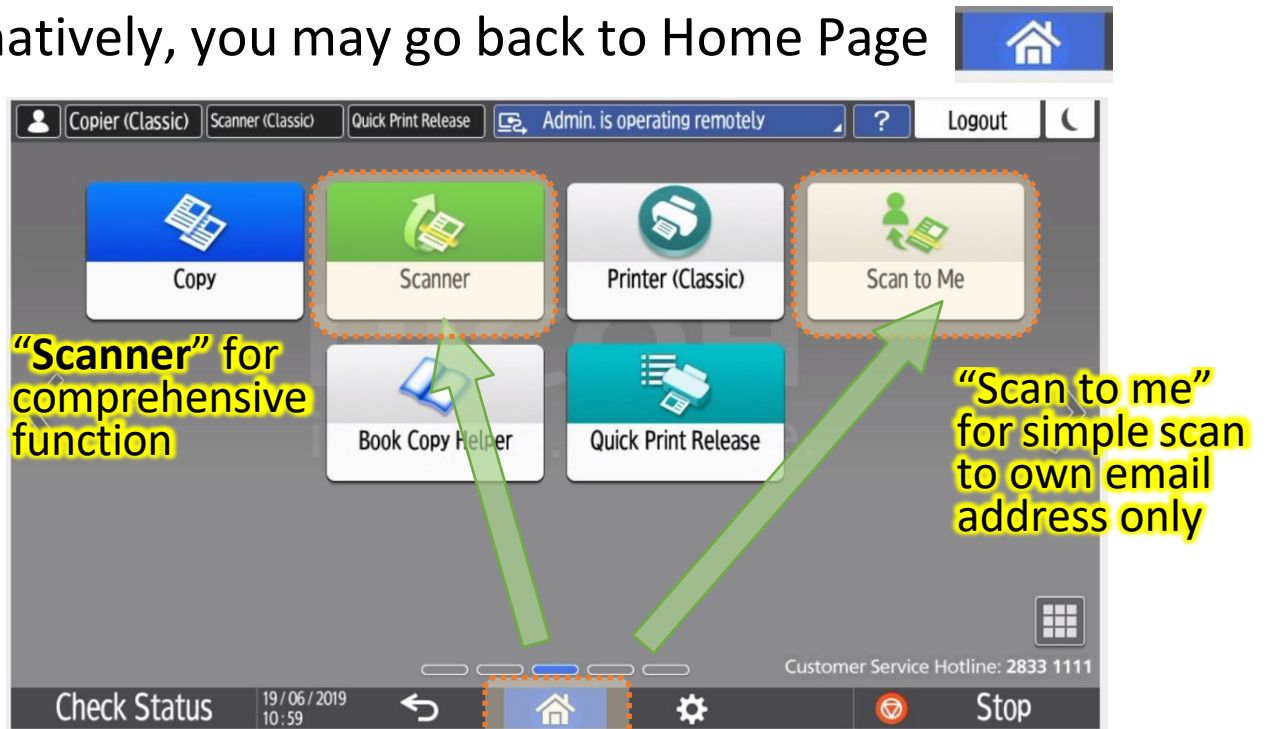 natively, you may go back to Home Page
Copier (Classic)
Scanner (Classic)
Quick Print Release
Admin. is operating remotely
?
Logout
Copy
Scanner
Printer (Classic)
Scan to Me
“Scanner” for
comprehensive
function
Book Copy Helper
Quick Print Release
“Scan to me”
for simple scan
to own email
address only
Customer Service Hotline: 2833 1111
Check Status
19 / 06 / 2019
10 : 59
Stop